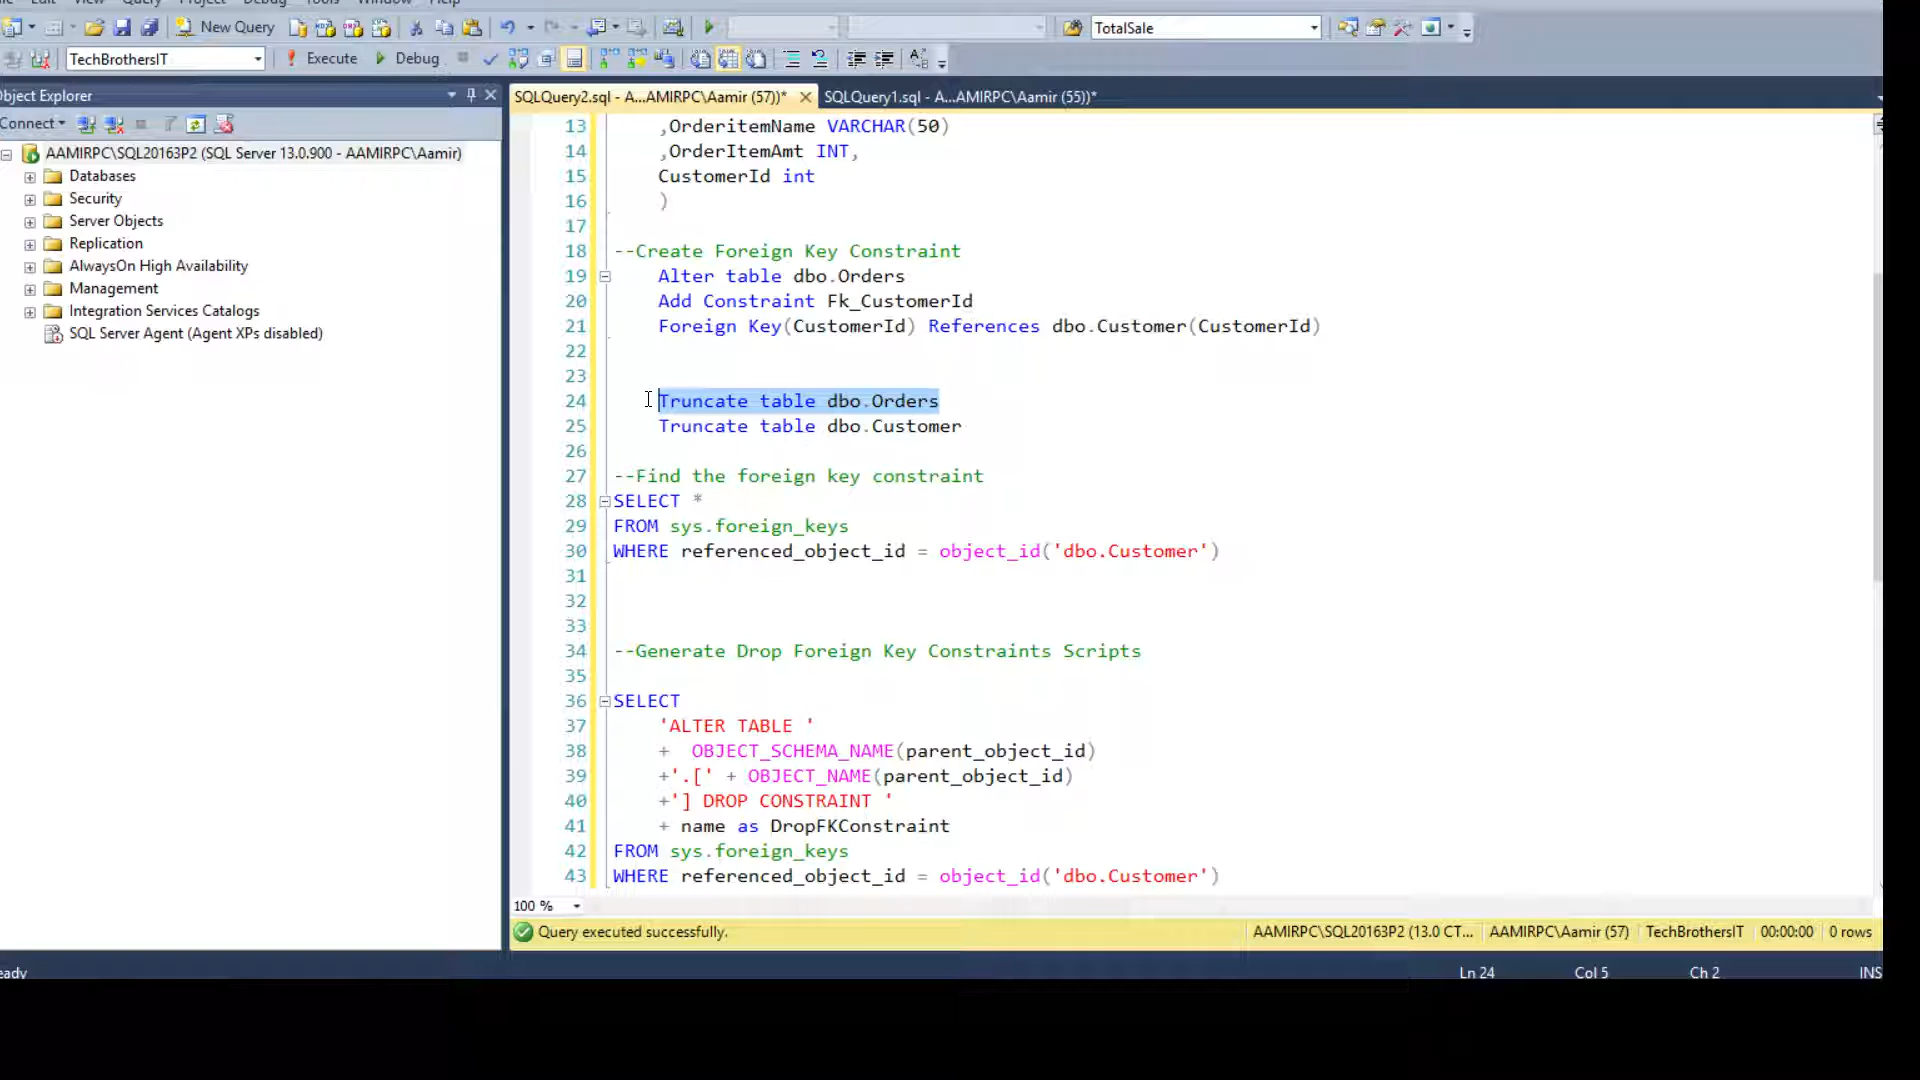 Edit View Query Project Debug Tools Window Help
New Query TotalSale
TechBrothersIT Execute Debug
Object Explorer
Connect
AAMIRPC\SQL20163P2 (SQL Server 13.0.900 - AAMIRPC\Aamir)
Databases
Security
Server Objects
Replication
AlwaysOn High Availability
Management
Integration Services Catalogs
SQL Server Agent (Agent XPs disabled)
SQLQuery2.sql - A...AMIRPC\Aamir (57))* SQLQuery1.sql - A...AMIRPC\Aamir (55))*
13 ,OrderitemName VARCHAR(50)
14 ,OrderItemAmt INT,
15 CustomerId int
16 )
17
18 --Create Foreign Key Constraint
19 Alter table dbo.Orders
20 Add Constraint Fk_CustomerId
21 Foreign Key(CustomerId) References dbo.Customer(CustomerId)
22
23
24 Truncate table dbo.Orders
25 Truncate table dbo.Customer
26
27 --Find the foreign key constraint
28 SELECT *
29 FROM sys.foreign_keys
30 WHERE referenced_object_id = object_id('dbo.Customer')
31
32
33
34 --Generate Drop Foreign Key Constraints Scripts
35
36 SELECT
37 'ALTER TABLE '
38 + OBJECT_SCHEMA_NAME(parent_object_id)
39 +'.[' + OBJECT_NAME(parent_object_id)
40 +'] DROP CONSTRAINT '
41 + name as DropFKConstraint
42 FROM sys.foreign_keys
43 WHERE referenced_object_id = object_id('dbo.Customer')
100 %
Query executed successfully. AAMIRPC\SQL20163P2 (13.0 CT... AAMIRPC\Aamir (57) TechBrothersIT 00:00:00 0 rows
eady Ln 24 Col 5 Ch 2 INS